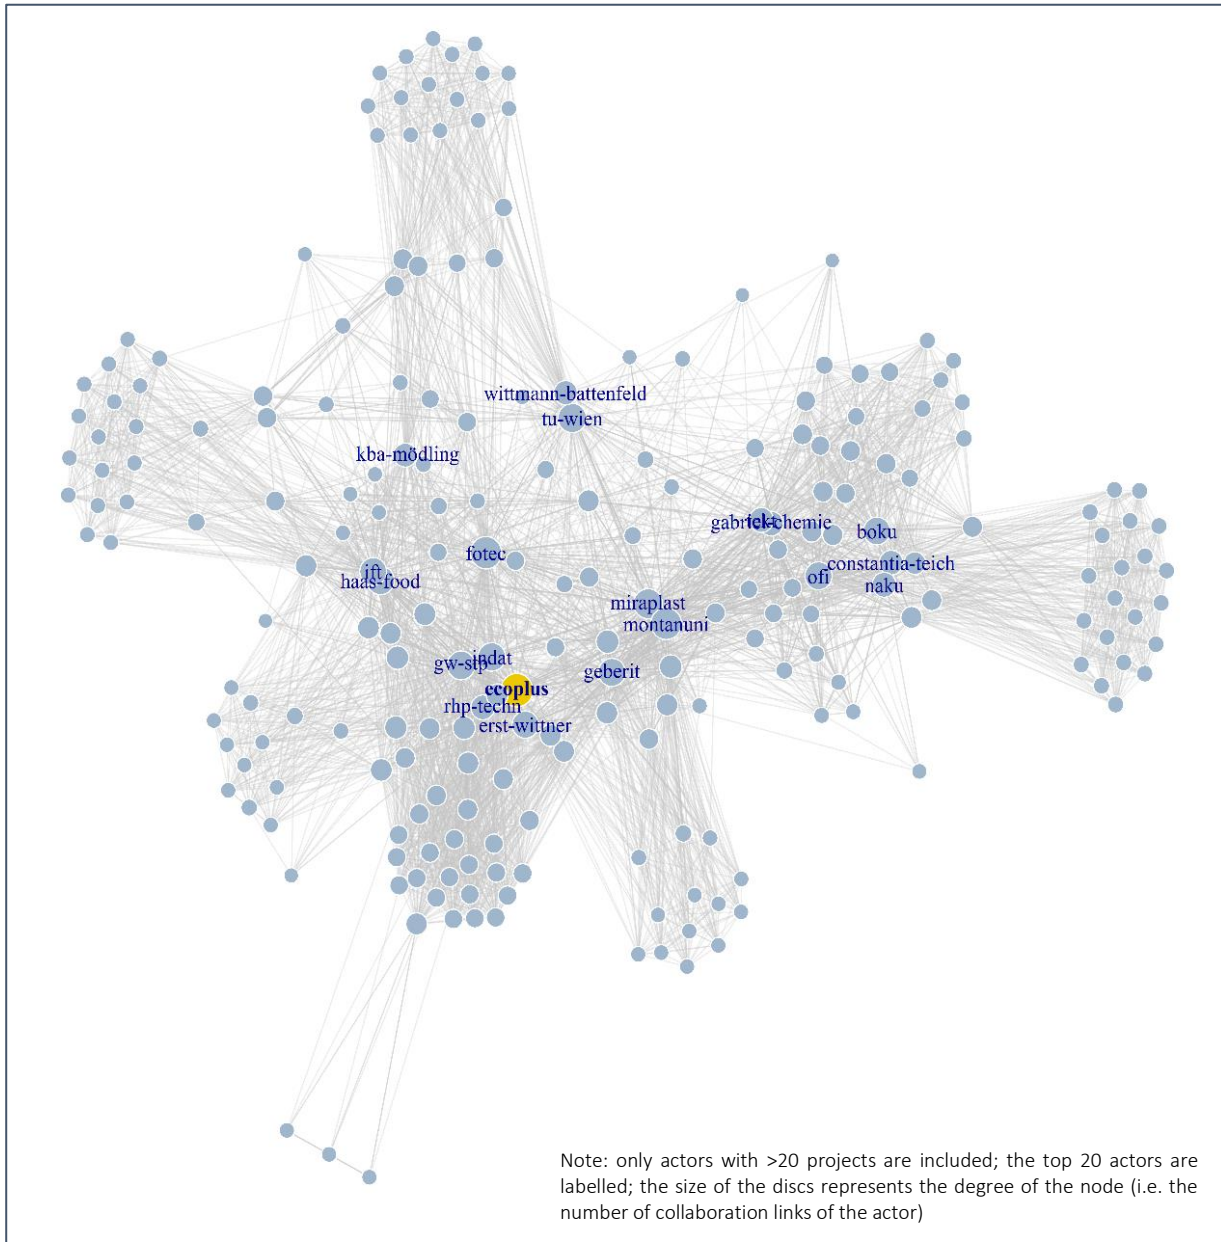 wittmann-battenfeld
tu-wien
kba-mödling
gabriel-chemie
boku
fotec
constantia-teich
ift
haas-food
ofi
naku
miraplast
montanuni
indat
gw-stp
geberit
ecoplus
rhp-techn
erst-wittner
Note: only actors with >20 projects are included; the top 20 actors are
labelled; the size of the discs represents the degree of the node (i.e. the
number of collaboration links of the actor)